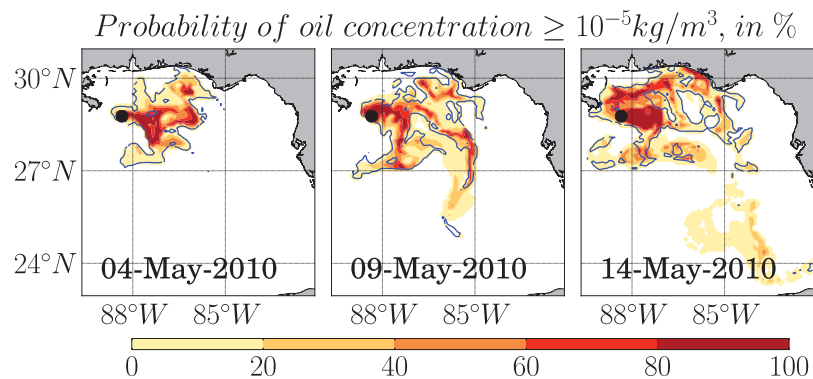 Probability of oil concentration ≥ 10⁻⁵kg/m³, in %
30°N
27°N
24°N
04-May-2010
09-May-2010
14-May-2010
88°W 85°W 88°W 85°W 88°W 85°W
0 20 40 60 80 100